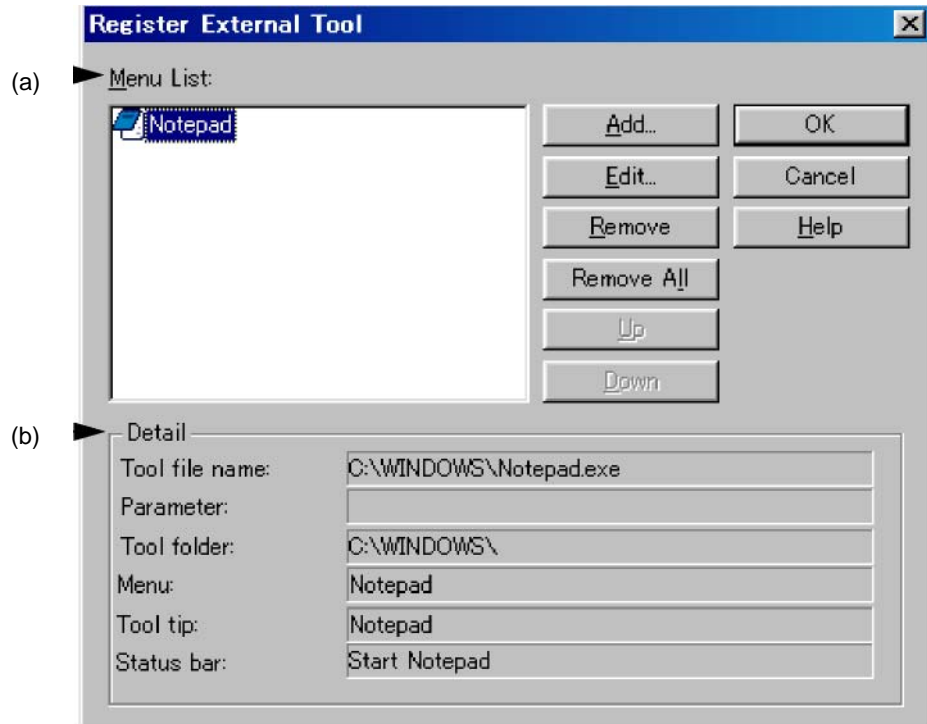 Register External Tool
(a)
Menu List:
Notepad
Add...
OK
Edit...
Cancel
Remove
Help
Remove All
Up
Down
(b)
Detail
Tool file name: C:\WINDOWS\Notepad.exe
Parameter:
Tool folder: C:\WINDOWS\
Menu: Notepad
Tool tip: Notepad
Status bar: Start Notepad